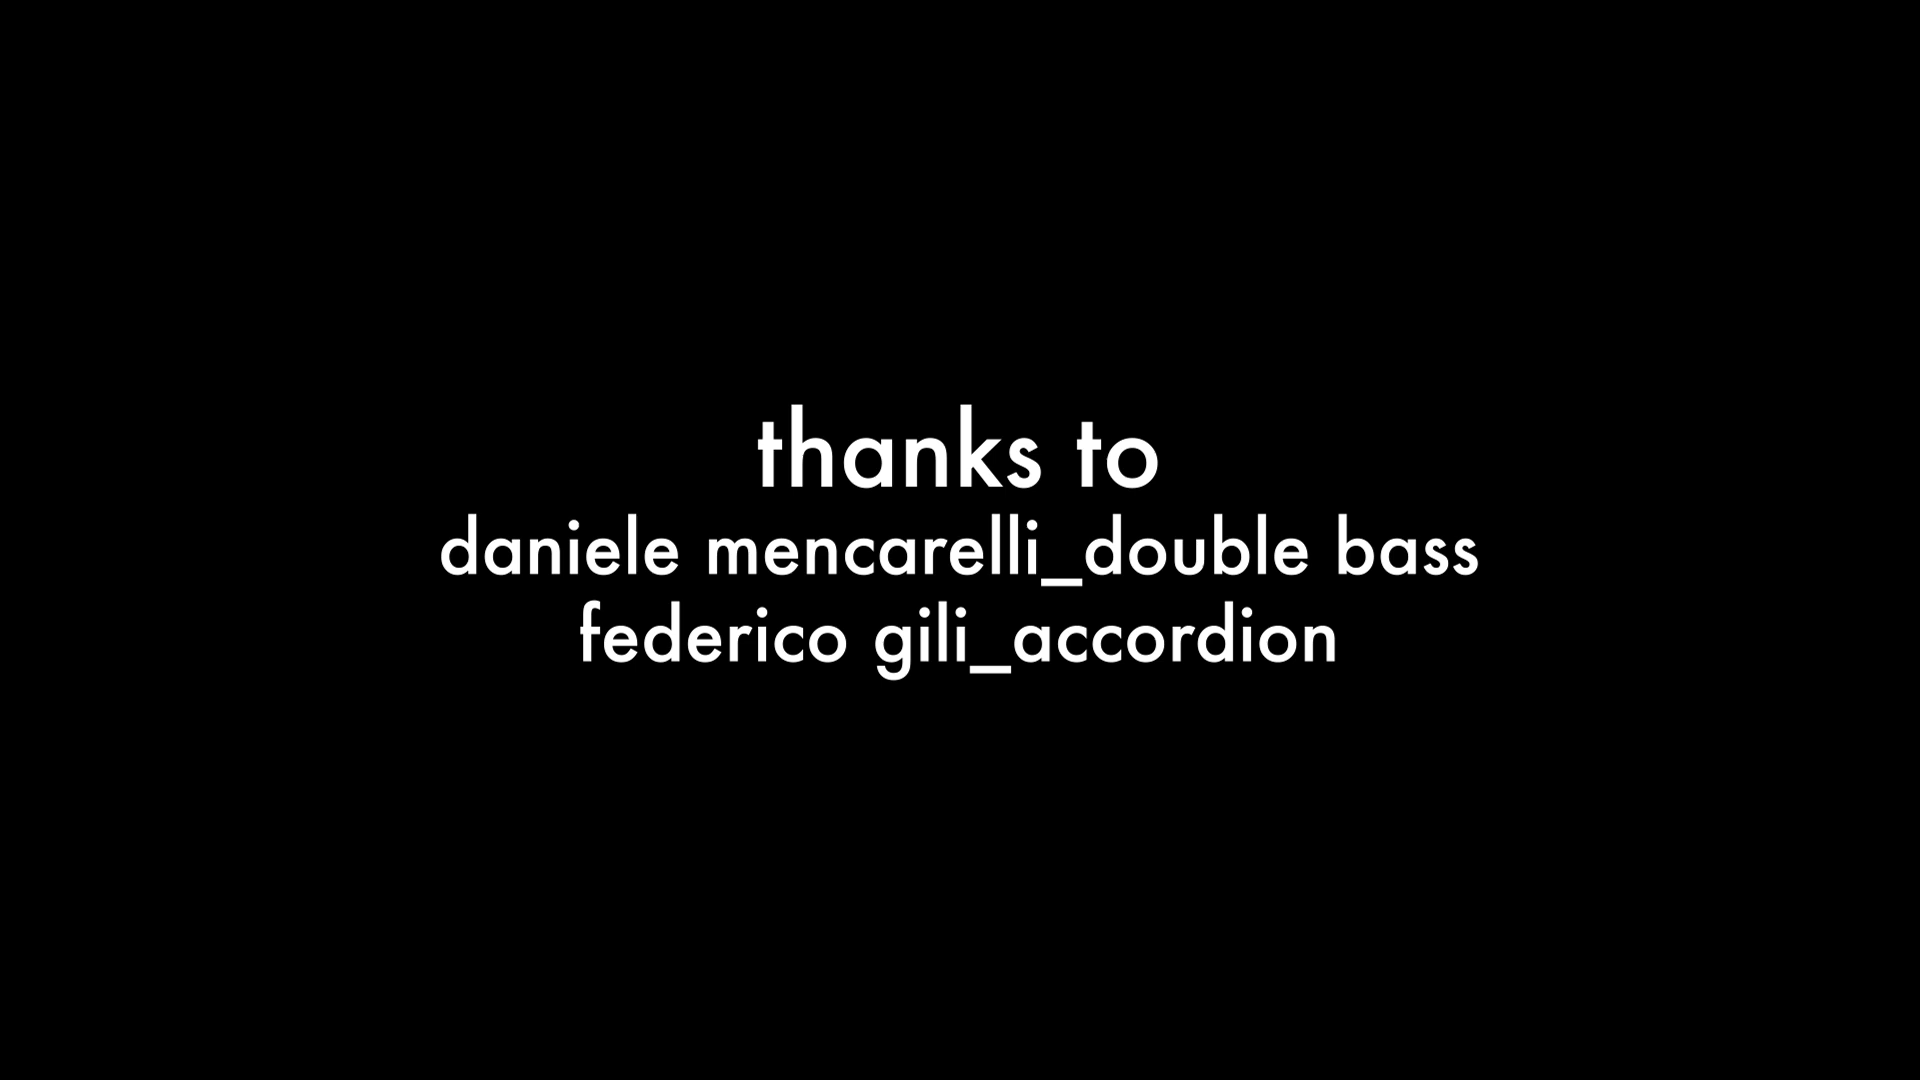 thanks to
daniele mencarelli_double bass
federico gili_accordion